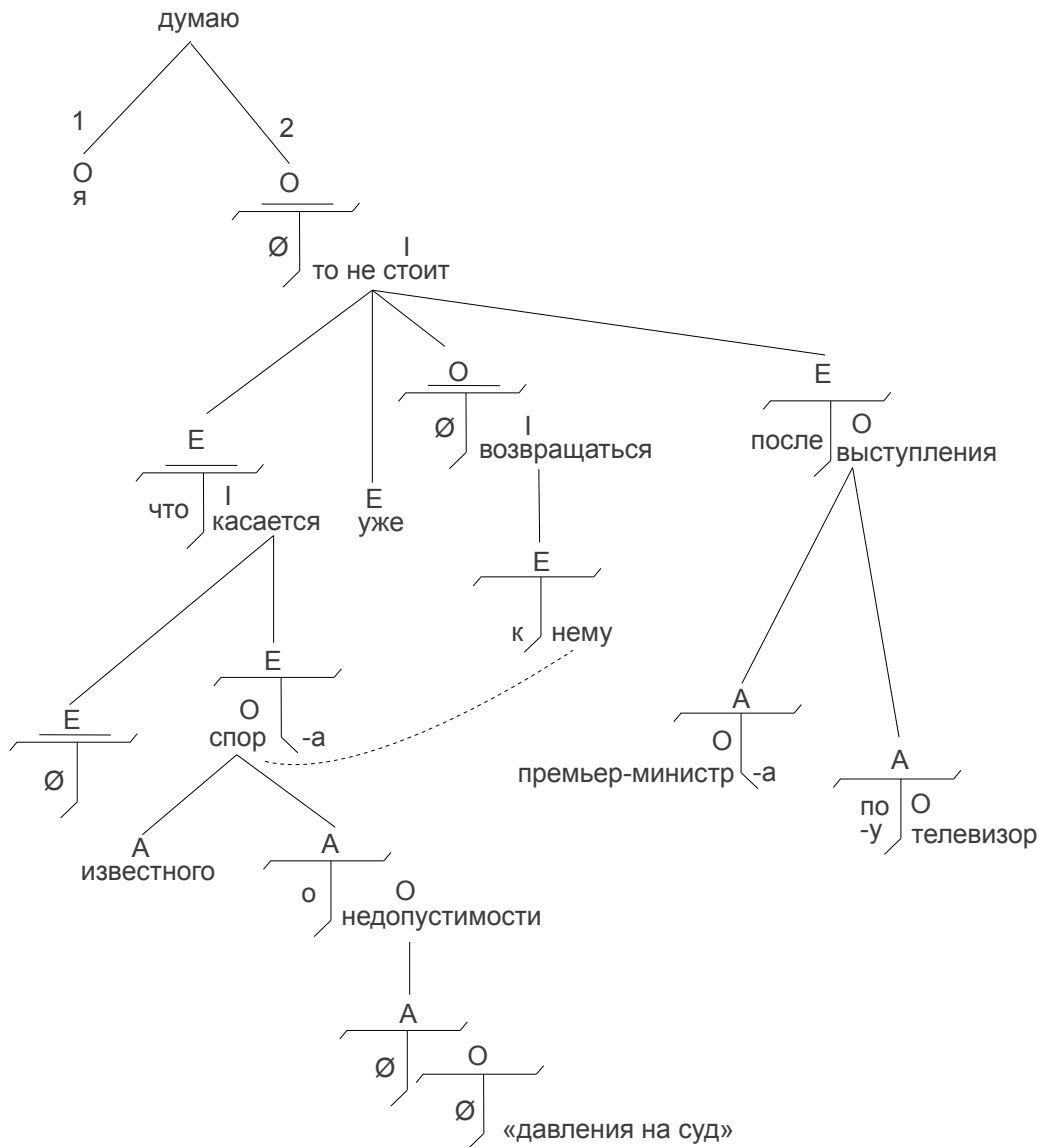 думаю
1 2
О О
я
Ø I
то не стоит
О Е
Е Ø I после О
возвращаться выступления
что I Е
касается уже
Е
к нему
Е
О А
Е спор -а О
Ø премьер-министр -а А
по О
-у телевизор
А А
известного
о О
недопустимости
А
Ø О
Ø «давления на суд»